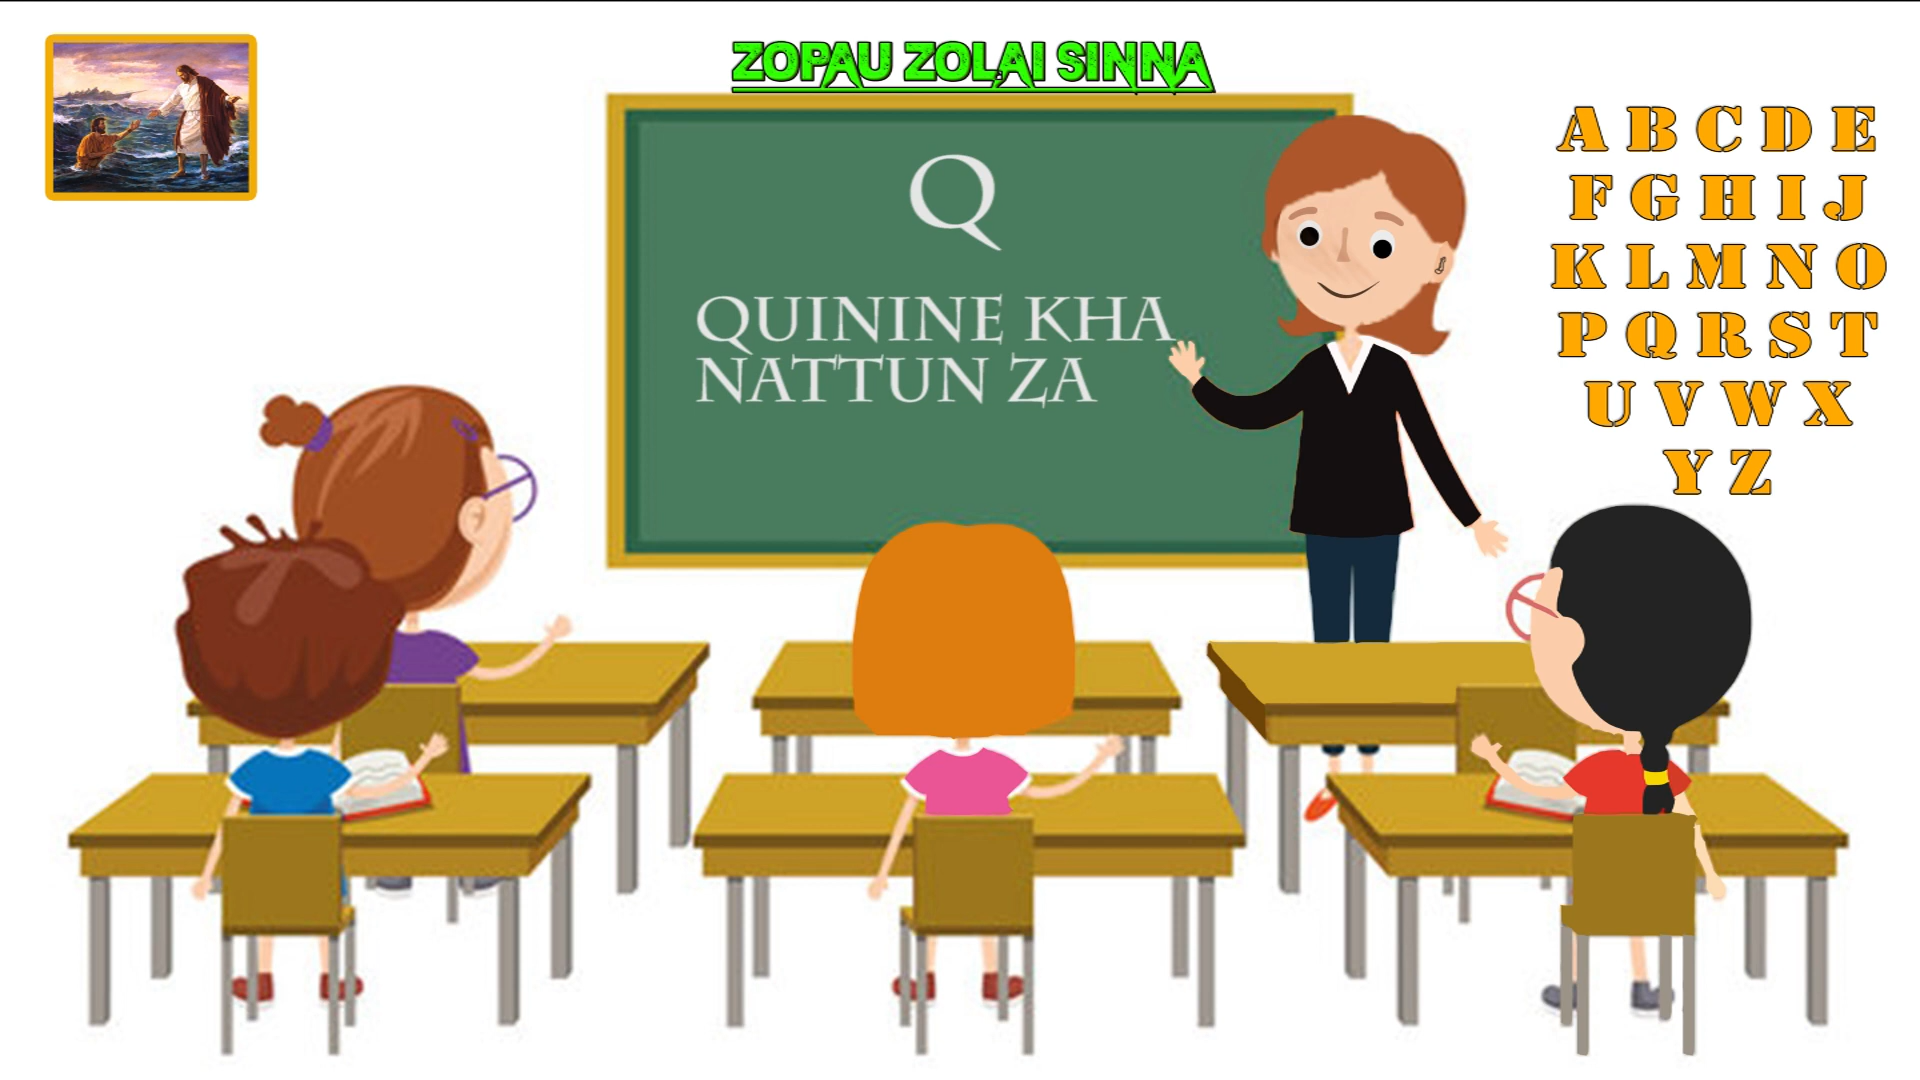 ZOPAU ZOLAI SINNA
Q
QUININE KHA
NATTUN ZA
A B C D E
F G H I J
K L M N O
P Q R S T
U V W X
Y Z